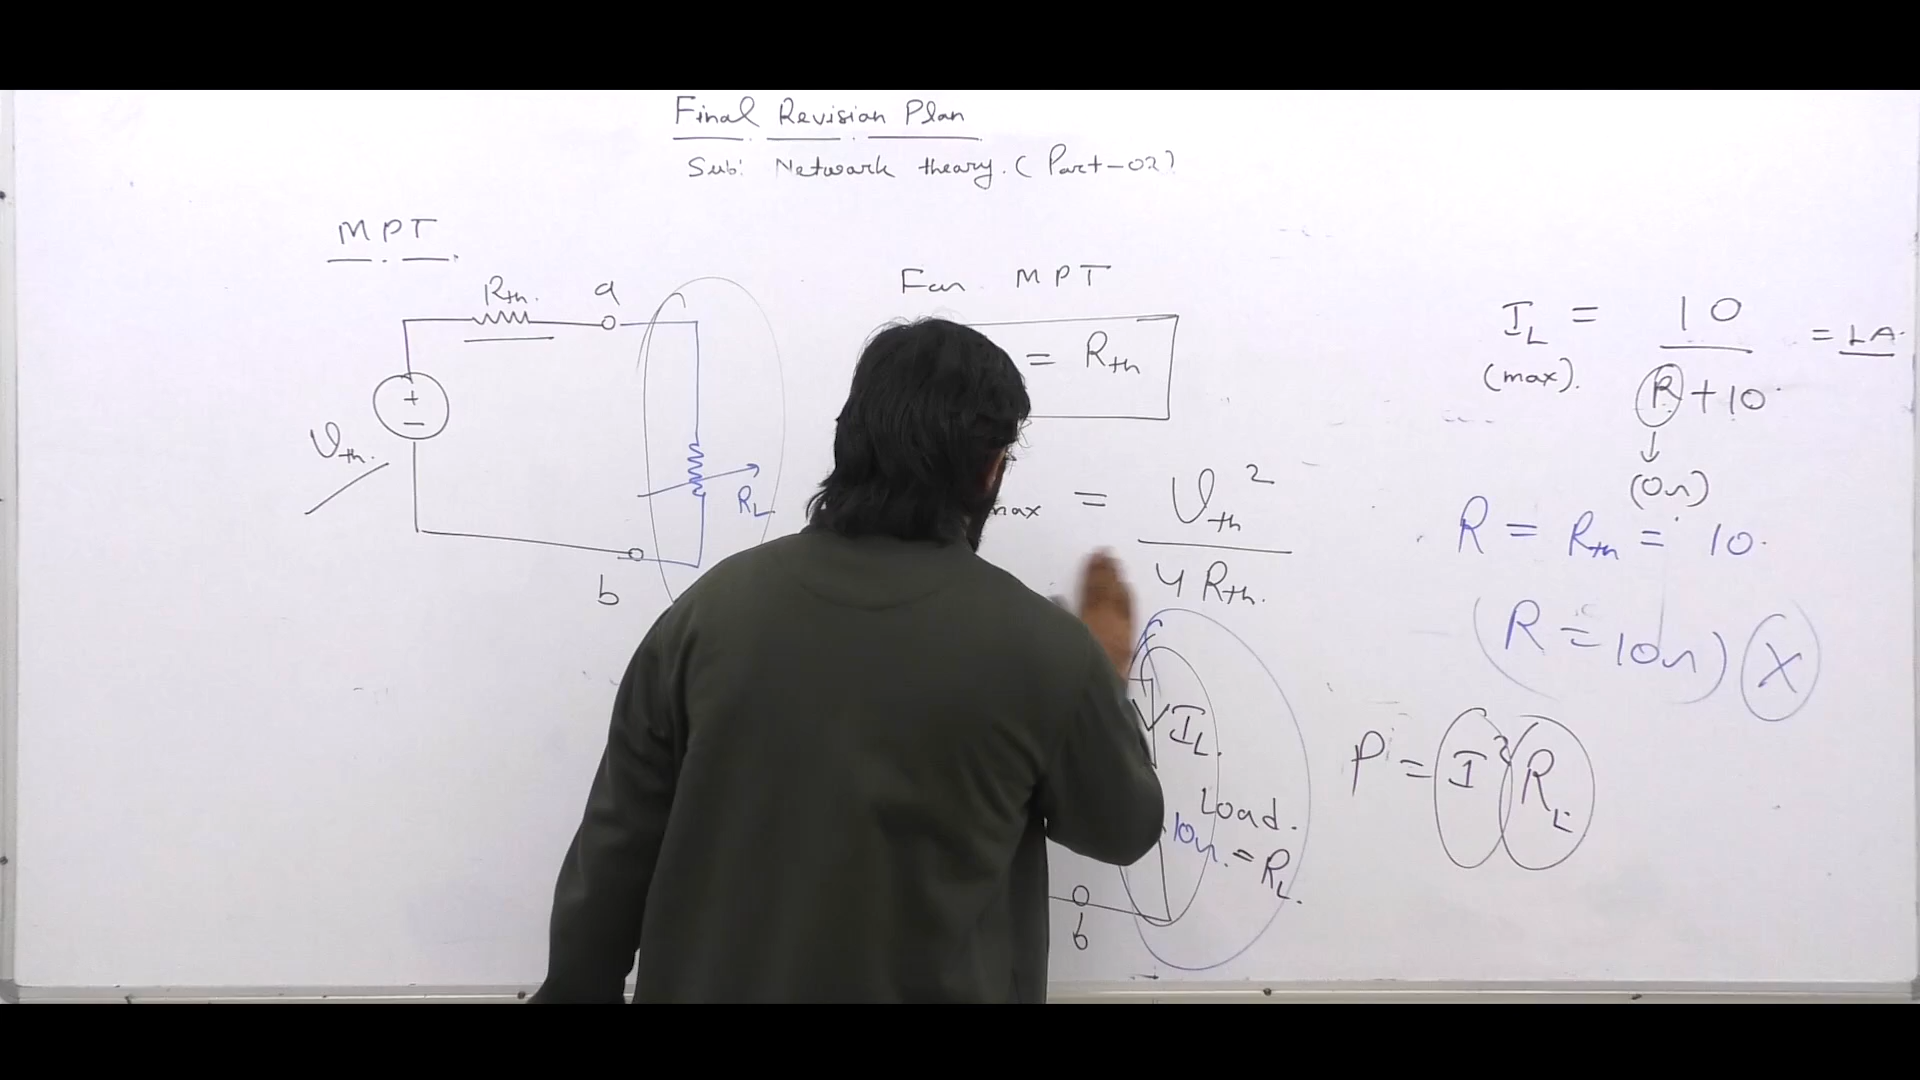 Final Revision Plan
Sub: Network theory. (Part-02)
MPT
Rth.
a
+
-
Vth.
RL
b
For MPT
= Rth
max = Vth²
4 Rth.
IL.
Load.
10Ω. = RL.
b
IL = 10 = 1A.
(max). R+10
↓
(0Ω)
R = Rth = 10.
(R = 10Ω) X
P = I² RL